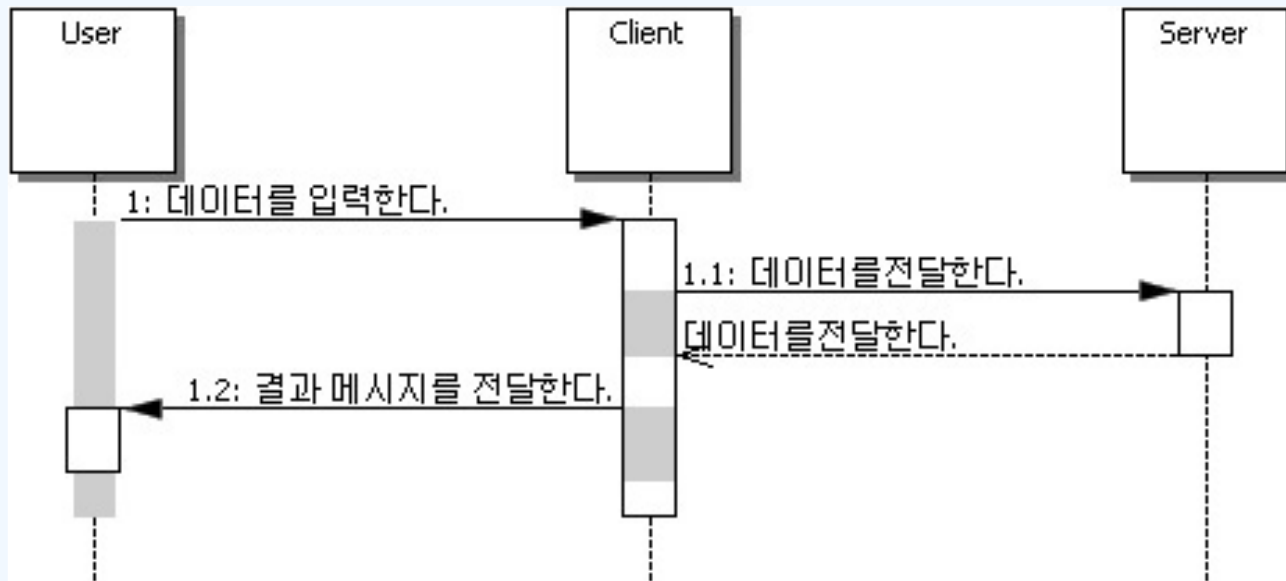 User
Client
Server
1: 데이터를 입력한다.
1.1: 데이터를전달한다.
데이터를전달한다.
1.2: 결과 메시지를 전달한다.